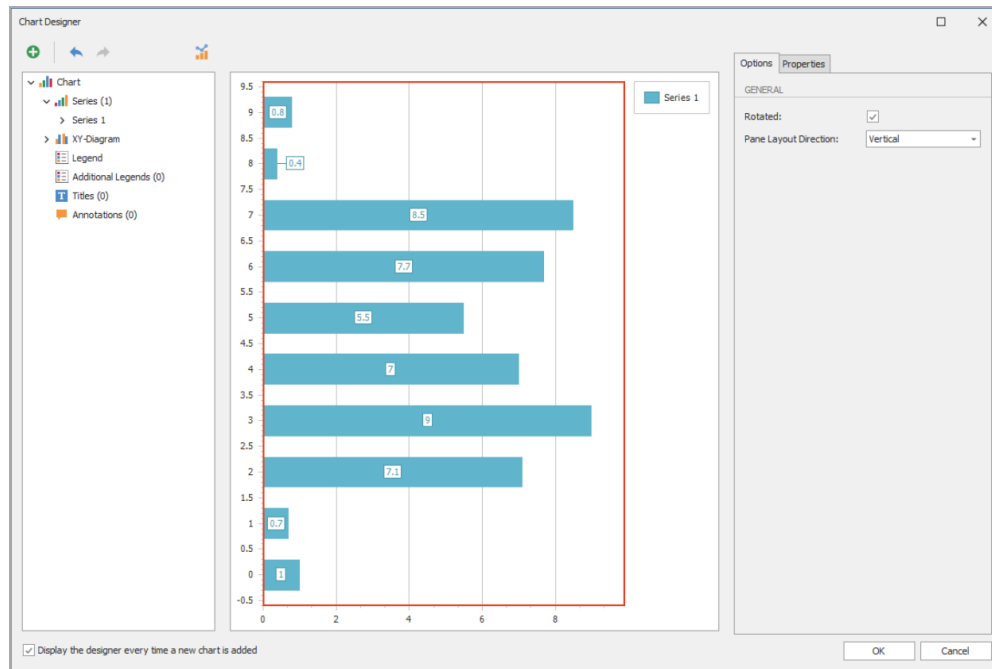 Chart Designer
Chart
Series (1)
Series 1
XY-Diagram
Legend
Additional Legends (0)
T Titles (0)
Annotations (0)
9.5
9
8.5
8
7.5
7
6.5
6
5.5
5
4.5
4
3.5
3
2.5
2
1.5
1
0.5
0
-0.5
0.8
0.4
8.5
7.7
5.5
7
9
7.1
0.7
1
0 2 4 6 8
Series 1
Options Properties
GENERAL
Rotated:
Pane Layout Direction: Vertical
Display the designer every time a new chart is added
OK Cancel